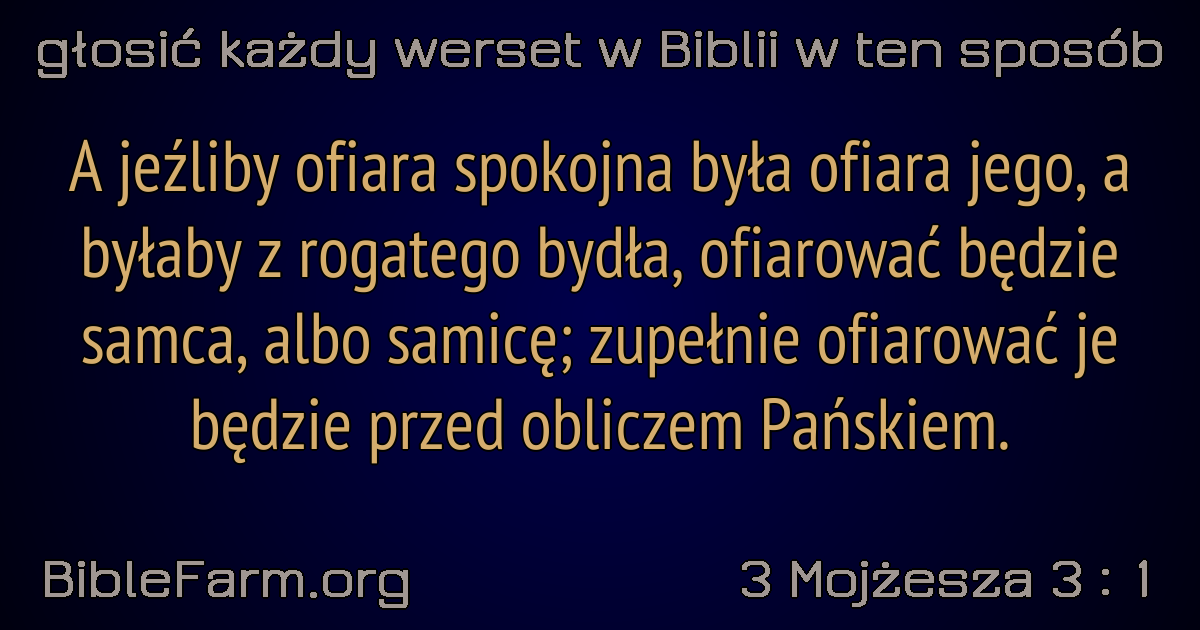 głosić każdy werset w Biblii w ten sposób
A jeźliby ofiara spokojna była ofiara jego, a
byłaby z rogatego bydła, ofiarować będzie
samca, albo samicę; zupełnie ofiarować je
będzie przed obliczem Pańskiem.
BibleFarm.org
3 Mojżesza 3 : 1